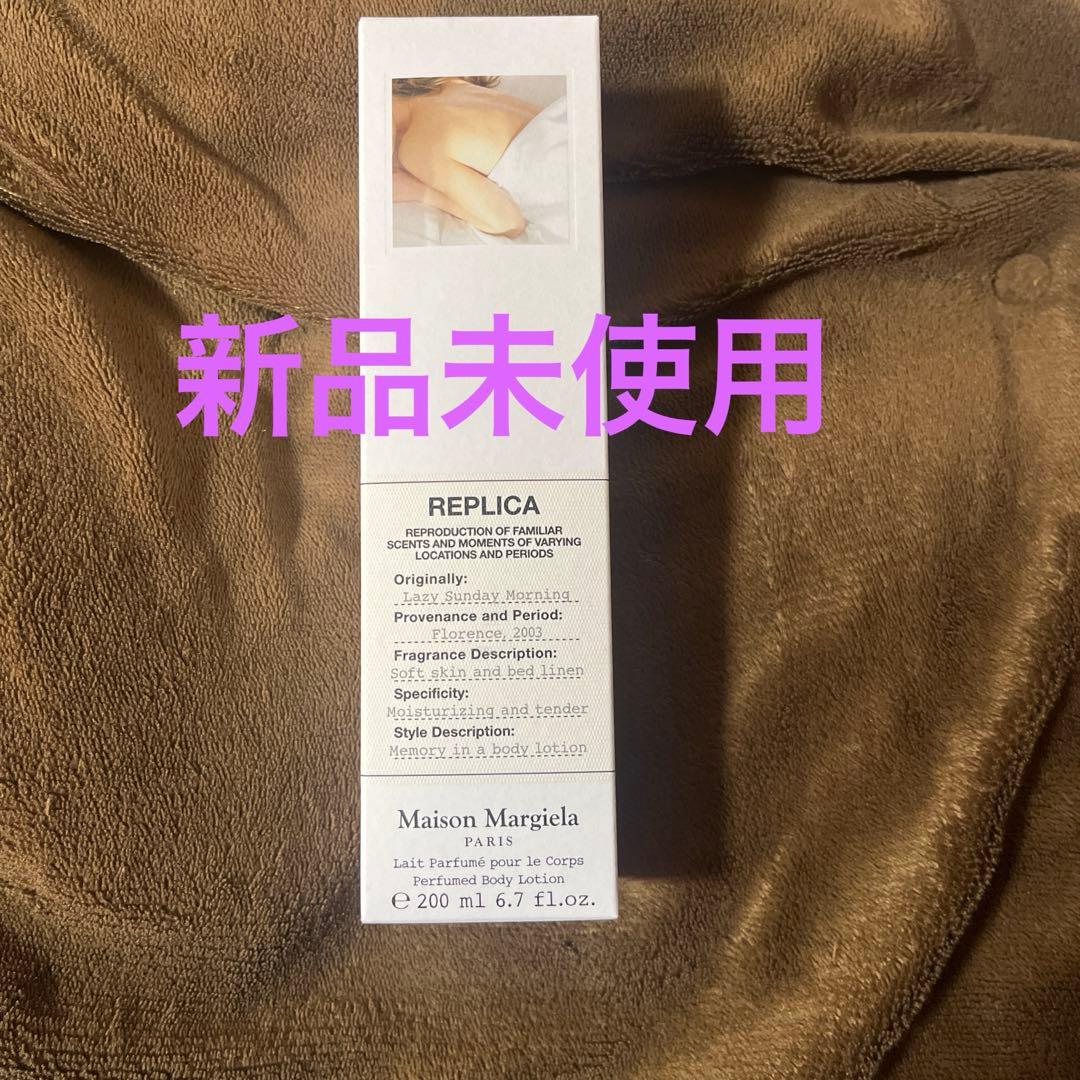 新品未使用
REPLICA
REPRODUCTION OF FAMILIAR
SCENTS AND MOMENTS OF VARYING
LOCATIONS AND PERIODS
Originally:
Lazy Sunday Morning
Provenance and Period:
Florence, 2003
Fragrance Description:
Soft skin and bed linen
Specificity:
Moisturizing and tender
Style Description:
Memory in a body lotion
Maison Margiela
PARIS
Lait Parfumé pour le Corps
Perfumed Body Lotion
℮ 200 ml 6.7 fl.oz.